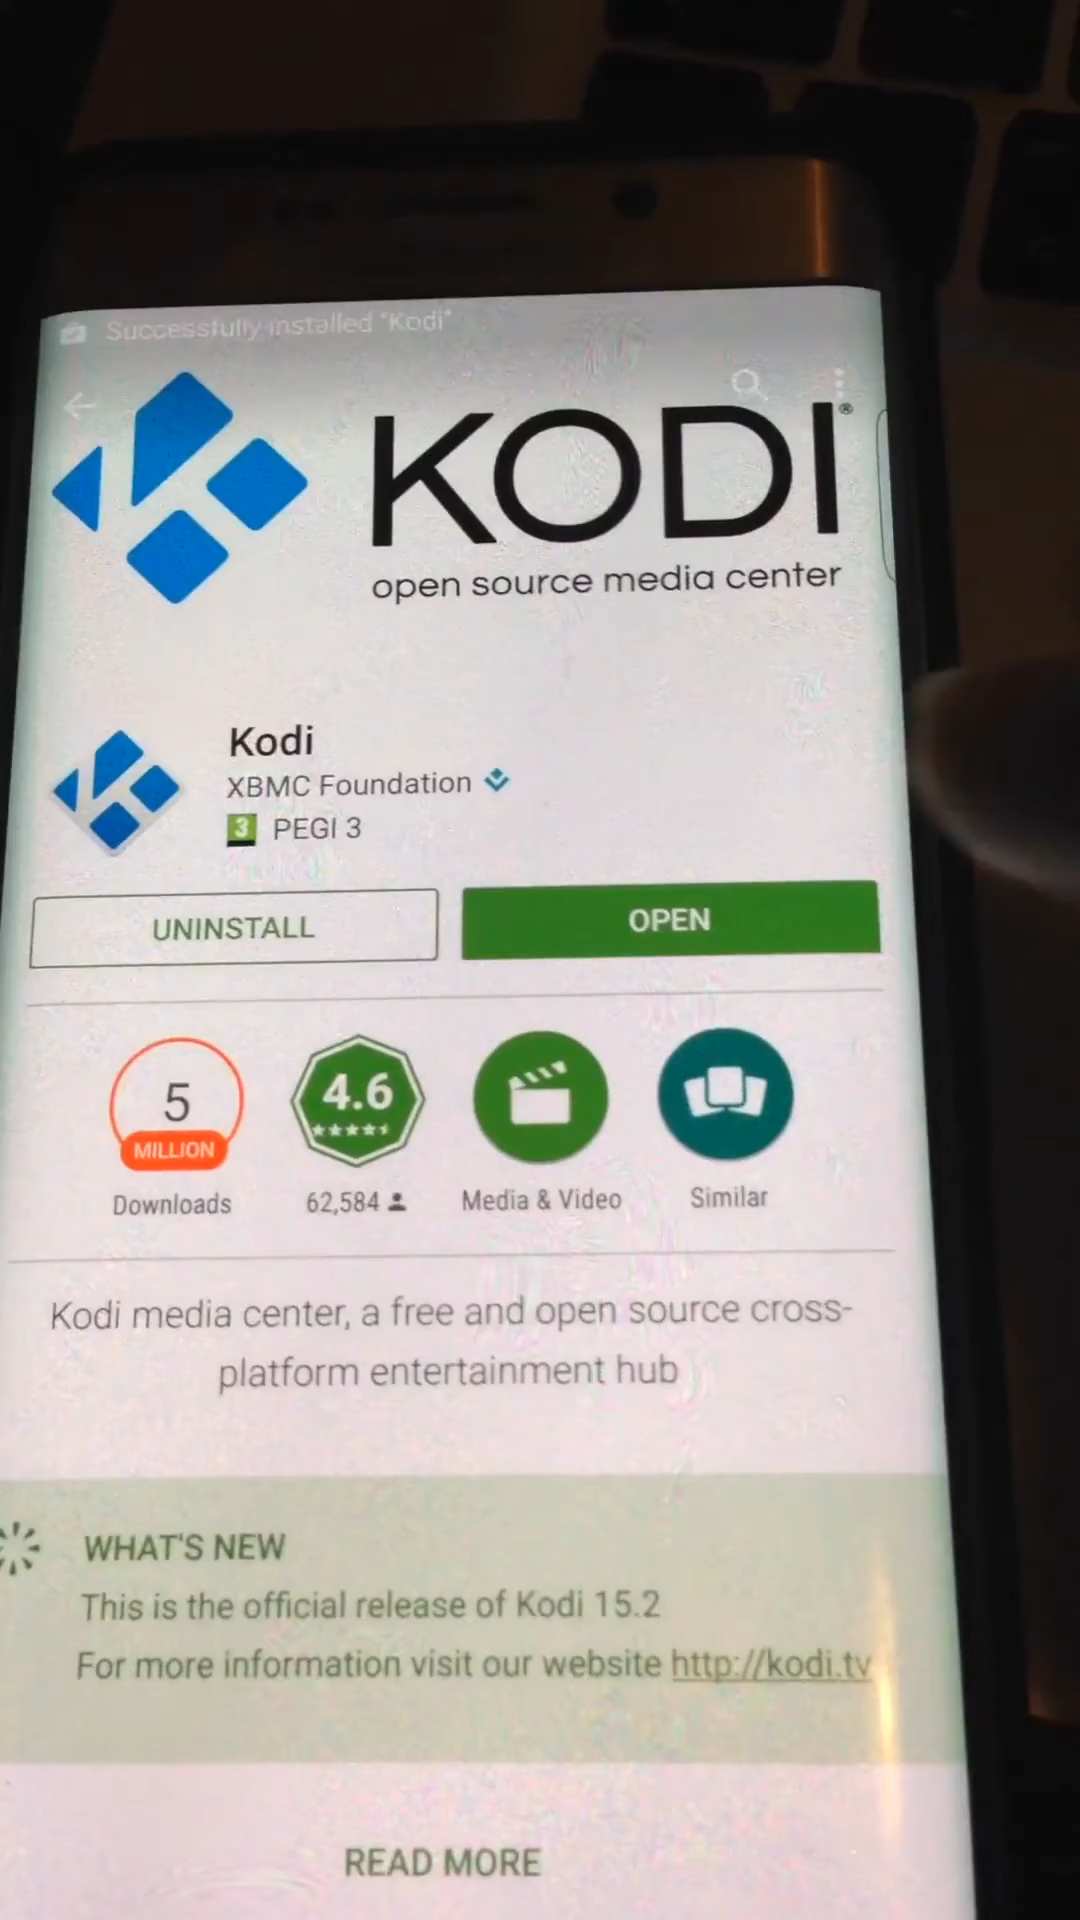 Successfully installed "Kodi"
KODI®
open source media center
Kodi
XBMC Foundation
3 PEGI 3
UNINSTALL
OPEN
5
MILLION
4.6
Downloads
62,584
Media & Video
Similar
Kodi media center, a free and open source cross-
platform entertainment hub
WHAT'S NEW
This is the official release of Kodi 15.2
For more information visit our website http://kodi.tv
READ MORE